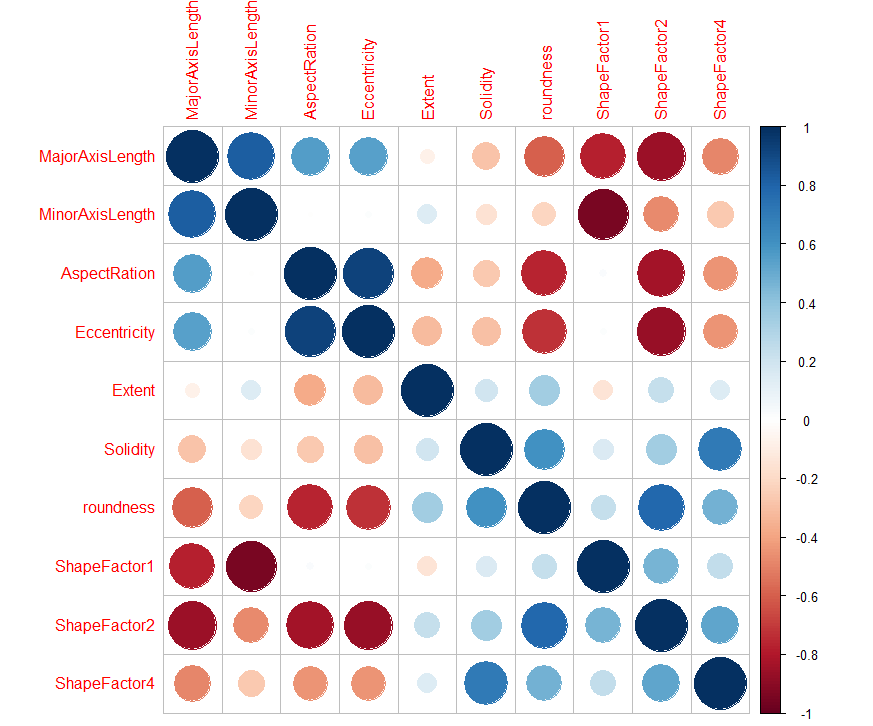 MajorAxisLength
MinorAxisLength
AspectRation
Eccentricity
Extent
Solidity
roundness
ShapeFactor1
ShapeFactor2
ShapeFactor4
MajorAxisLength
MinorAxisLength
AspectRation
Eccentricity
Extent
Solidity
roundness
ShapeFactor1
ShapeFactor2
ShapeFactor4
1
0.8
0.6
0.4
0.2
0
-0.2
-0.4
-0.6
-0.8
-1